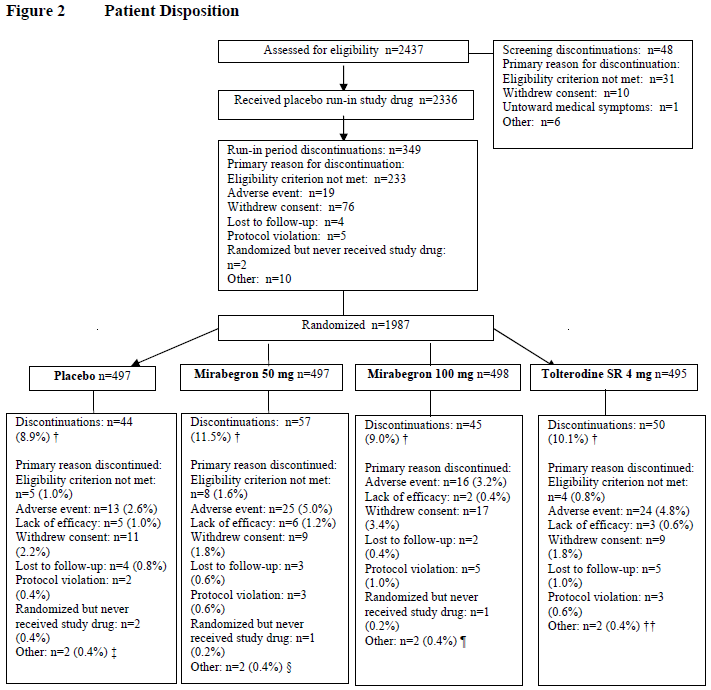 Figure 2 Patient Disposition
Assessed for eligibility n=2437
Screening discontinuations: n=48
Primary reason for discontinuation:
Eligibility criterion not met: n=31
Withdrew consent: n=10
Untoward medical symptoms: n=1
Other: n=6
Received placebo run-in study drug n=2336
Run-in period discontinuations: n=349
Primary reason for discontinuation:
Eligibility criterion not met: n=233
Adverse event: n=19
Withdrew consent: n=76
Lost to follow-up: n=4
Protocol violation: n=5
Randomized but never received study drug:
n=2
Other: n=10
Randomized n=1987
Placebo n=497
Mirabegron 50 mg n=497
Mirabegron 100 mg n=498
Tolterodine SR 4 mg n=495
Discontinuations: n=44
(8.9%) †
Primary reason discontinued:
Eligibility criterion not met:
n=5 (1.0%)
Adverse event: n=13 (2.6%)
Lack of efficacy: n=5 (1.0%)
Withdrew consent: n=11
(2.2%)
Lost to follow-up: n=4 (0.8%)
Protocol violation: n=2
(0.4%)
Randomized but never
received study drug: n=2
(0.4%)
Other: n=2 (0.4%) ‡
Discontinuations: n=57
(11.5%) †
Primary reason discontinued:
Eligibility criterion not met:
n=8 (1.6%)
Adverse event: n=25 (5.0%)
Lack of efficacy: n=6 (1.2%)
Withdrew consent: n=9
(1.8%)
Lost to follow-up: n=3
(0.6%)
Protocol violation: n=3
(0.6%)
Randomized but never
received study drug: n=1
(0.2%)
Other: n=2 (0.4%) §
Discontinuations: n=45
(9.0%) †
Primary reason discontinued:
Adverse event: n=16 (3.2%)
Lack of efficacy: n=2 (0.4%)
Withdrew consent: n=17
(3.4%)
Lost to follow-up: n=2
(0.4%)
Protocol violation: n=5
(1.0%)
Randomized but never
received study drug: n=1
(0.2%)
Other: n=2 (0.4%) ¶
Discontinuations: n=50
(10.1%) †
Primary reason discontinued:
Eligibility criterion not met:
n=4 (0.8%)
Adverse event: n=24 (4.8%)
Lack of efficacy: n=3 (0.6%)
Withdrew consent: n=9
(1.8%)
Lost to follow-up: n=5
(1.0%)
Protocol violation: n=3
(0.6%)
Other: n=2 (0.4%) ††